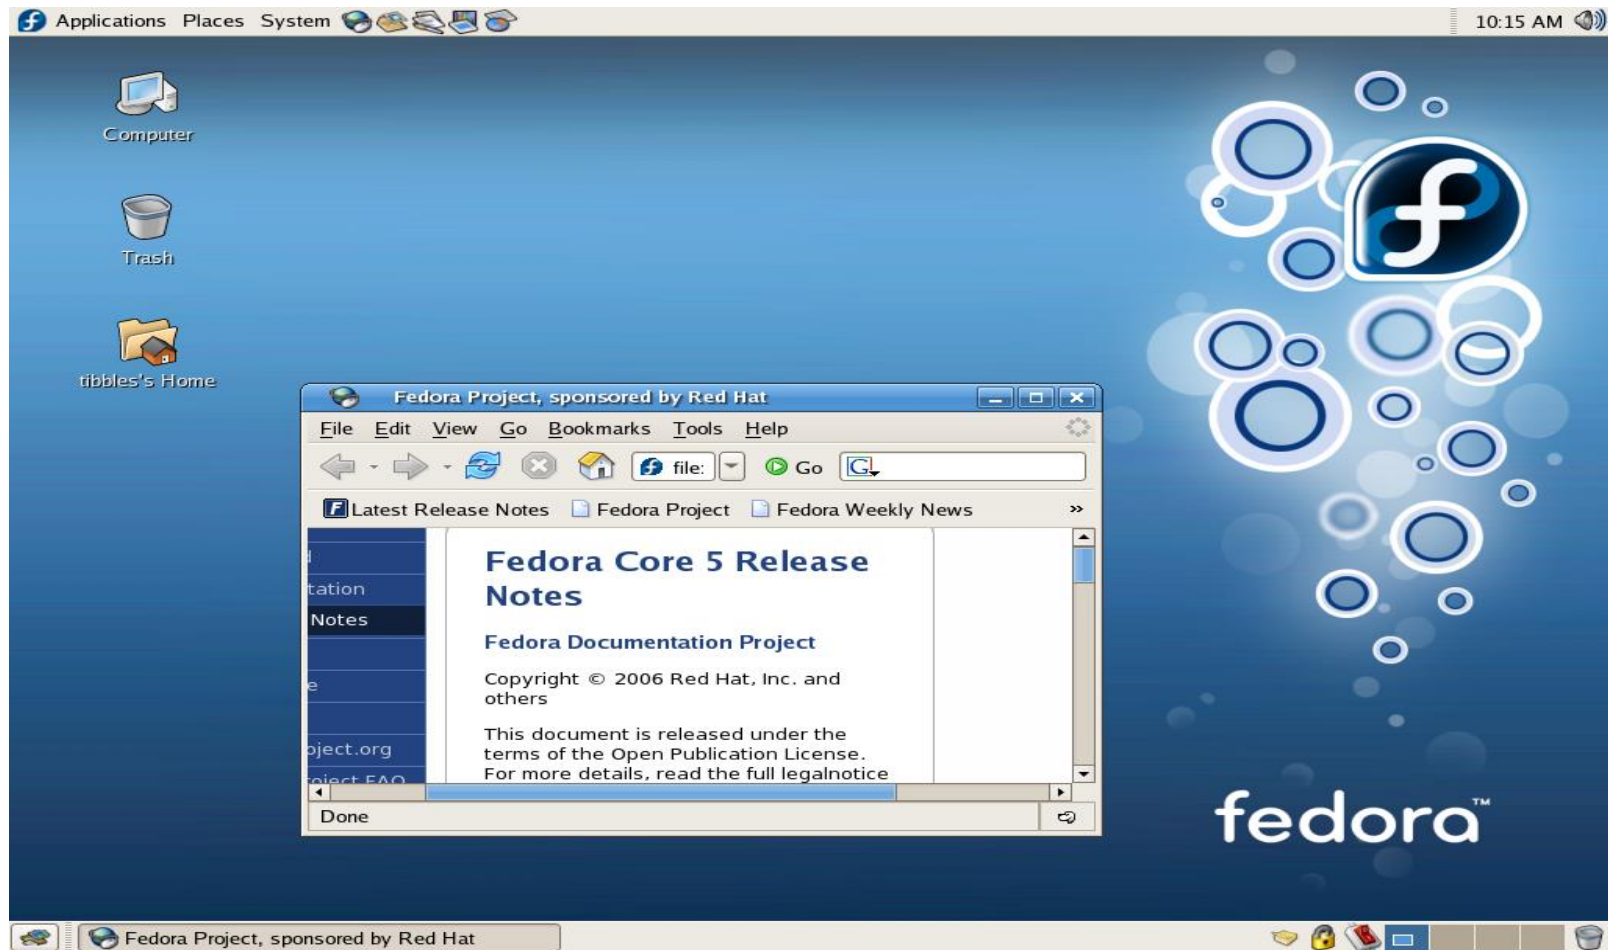 Applications Places System
10:15 AM
Computer
Trash
tibbles's Home
Fedora Project, sponsored by Red Hat
File Edit View Go Bookmarks Tools Help
file: Go G
Latest Release Notes Fedora Project Fedora Weekly News »
d
tation
Notes
e
oject.org
roject FAQ
Fedora Core 5 Release
Notes
Fedora Documentation Project
Copyright © 2006 Red Hat, Inc. and
others
This document is released under the
terms of the Open Publication License.
For more details, read the full legalnotice
Done
fedora™
Fedora Project, sponsored by Red Hat